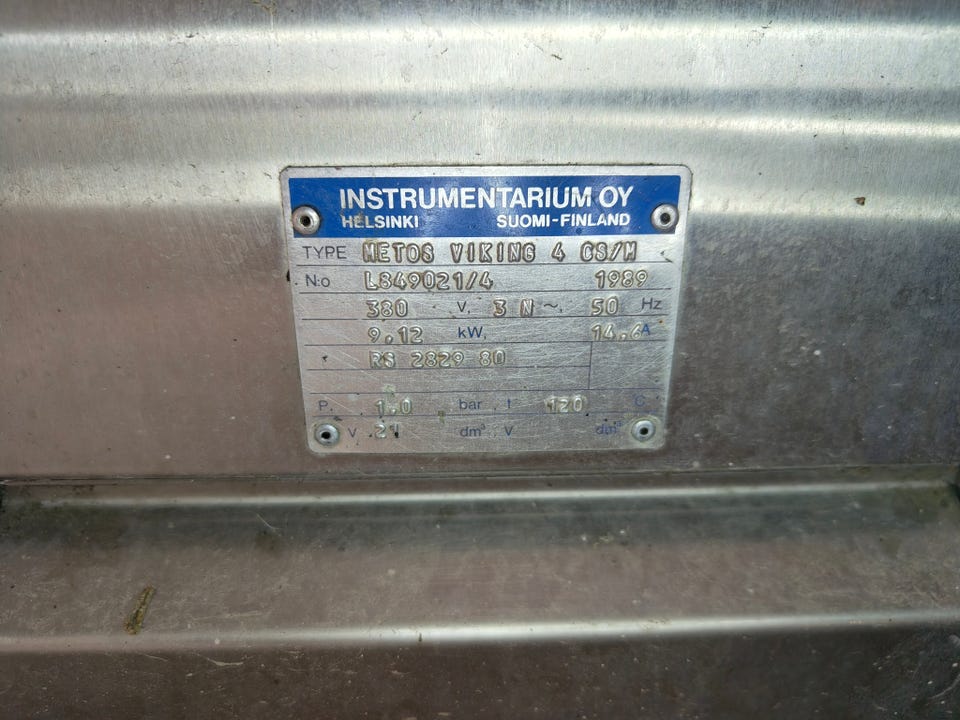 INSTRUMENTARIUM OY
HELSINKI SUOMI-FINLAND
TYPE METOS VIKING 4 CS/M
N:o L849021/4 1989
380 V, 3 N ~, 50 Hz
9.12 kW, 14.6 A
RS 2829 80
P. 1.0 bar, t 120 °C
V 21 dm³, V dm³